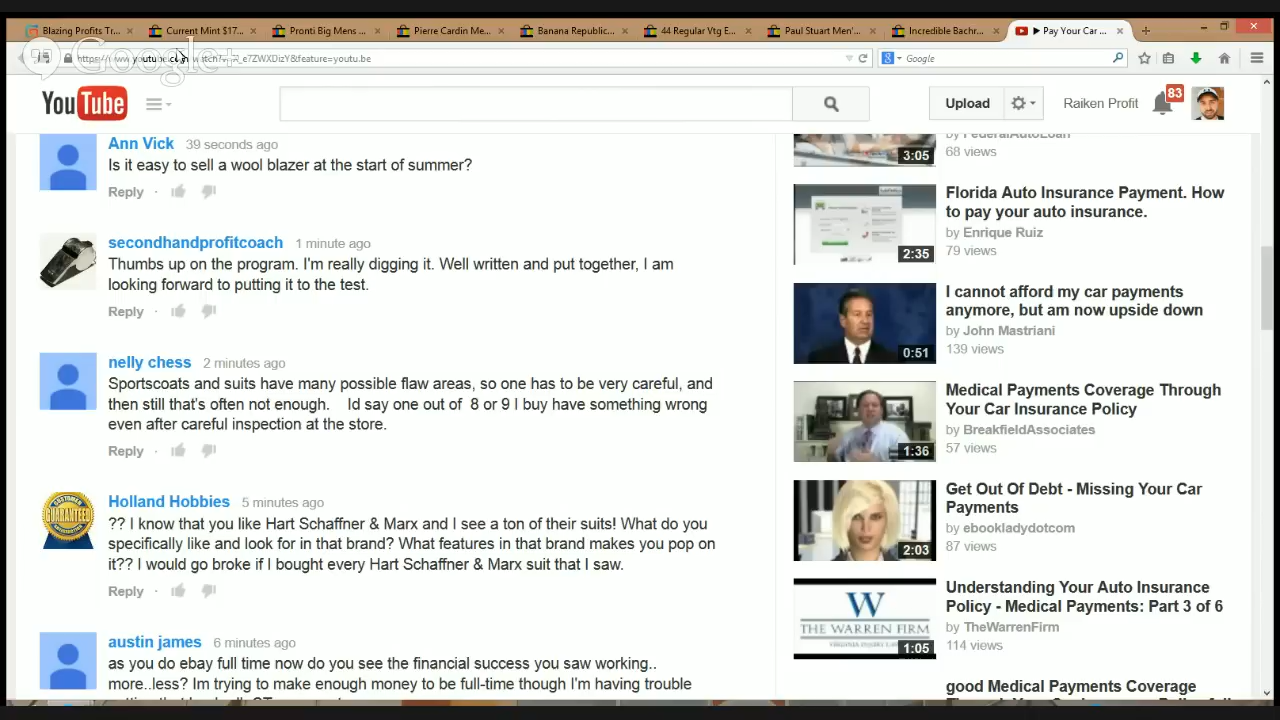 Blazing Profits Tr...
Current Mint $17...
Pronti Big Mens ...
Pierre Cardin Me...
Banana Republic...
44 Regular Vtg E...
Paul Stuart Men'...
Incredible Bachr...
▶ Pay Your Car ...
Google+
Google
YouTube
Upload
Raiken Profit
83
Ann Vick 39 seconds ago
Is it easy to sell a wool blazer at the start of summer?
Reply ·
secondhandprofitcoach 1 minute ago
Thumbs up on the program. I'm really digging it. Well written and put together, I am
looking forward to putting it to the test.
Reply ·
nelly chess 2 minutes ago
Sportscoats and suits have many possible flaw areas, so one has to be very careful, and
then still that's often not enough. Id say one out of 8 or 9 I buy have something wrong
even after careful inspection at the store.
Reply ·
Holland Hobbies 5 minutes ago
?? I know that you like Hart Schaffner & Marx and I see a ton of their suits! What do you
specifically like and look for in that brand? What features in that brand makes you pop on
it?? I would go broke if I bought every Hart Schaffner & Marx suit that I saw.
Reply ·
austin james 6 minutes ago
as you do ebay full time now do you see the financial success you saw working..
more..less? Im trying to make enough money to be full-time though I'm having trouble
by FederalAutoLoan
68 views
3:05
Florida Auto Insurance Payment. How
to pay your auto insurance.
by Enrique Ruiz
79 views
2:35
I cannot afford my car payments
anymore, but am now upside down
by John Mastriani
139 views
0:51
Medical Payments Coverage Through
Your Car Insurance Policy
by BreakfieldAssociates
57 views
1:36
Get Out Of Debt - Missing Your Car
Payments
by ebookladydotcom
87 views
2:03
Understanding Your Auto Insurance
Policy - Medical Payments: Part 3 of 6
by TheWarrenFirm
114 views
W
THE WARREN FIRM
1:05
good Medical Payments Coverage